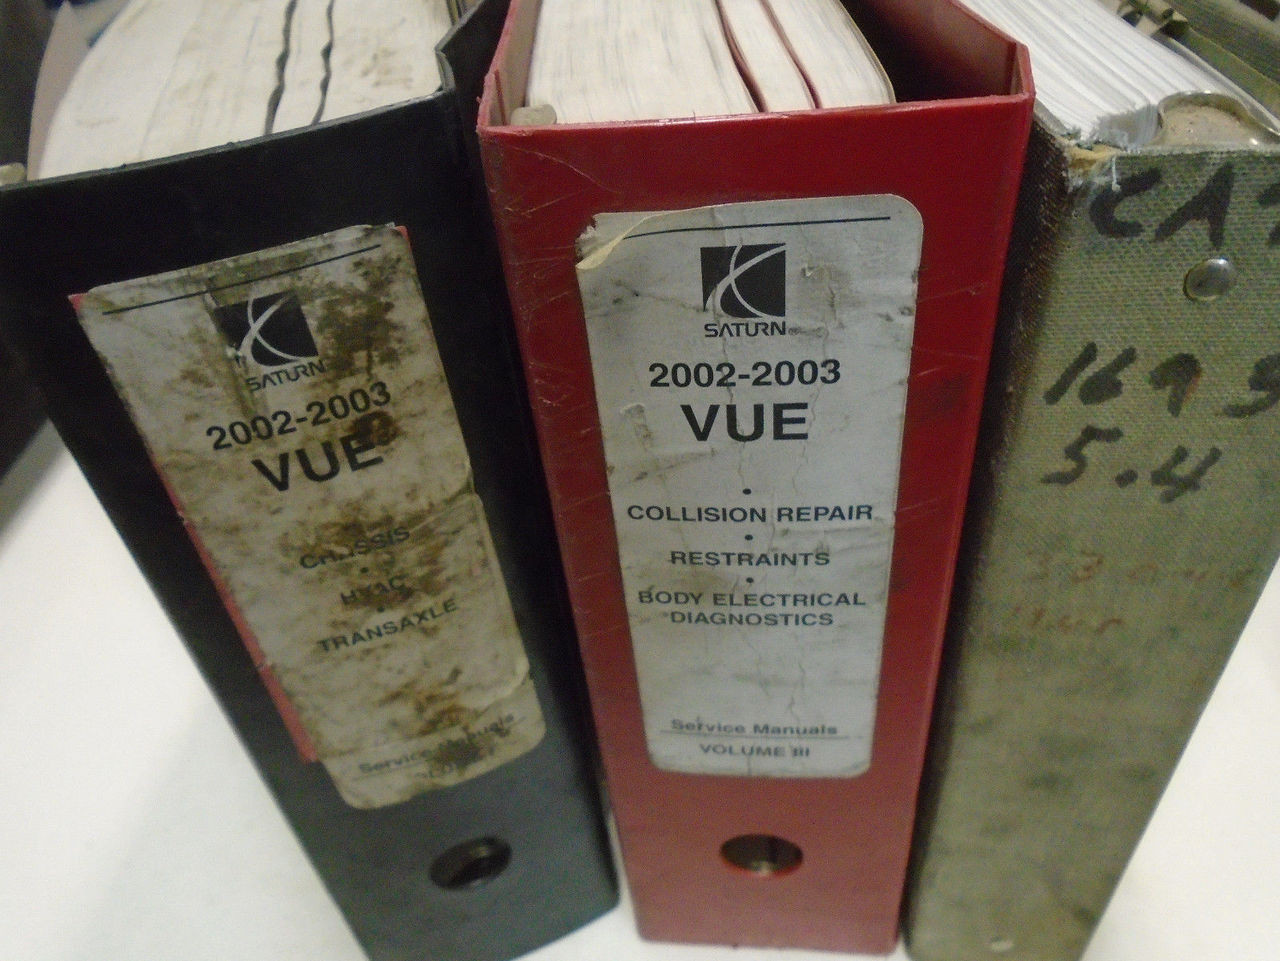 SATURN
2002-2003
VUE
CHASSIS
•
HVAC
•
TRANSAXLE
Service Manuals
SATURN
2002-2003
VUE
•
COLLISION REPAIR
•
RESTRAINTS
•
BODY ELECTRICAL
DIAGNOSTICS
Service Manuals
VOLUME III
CAT
5.4